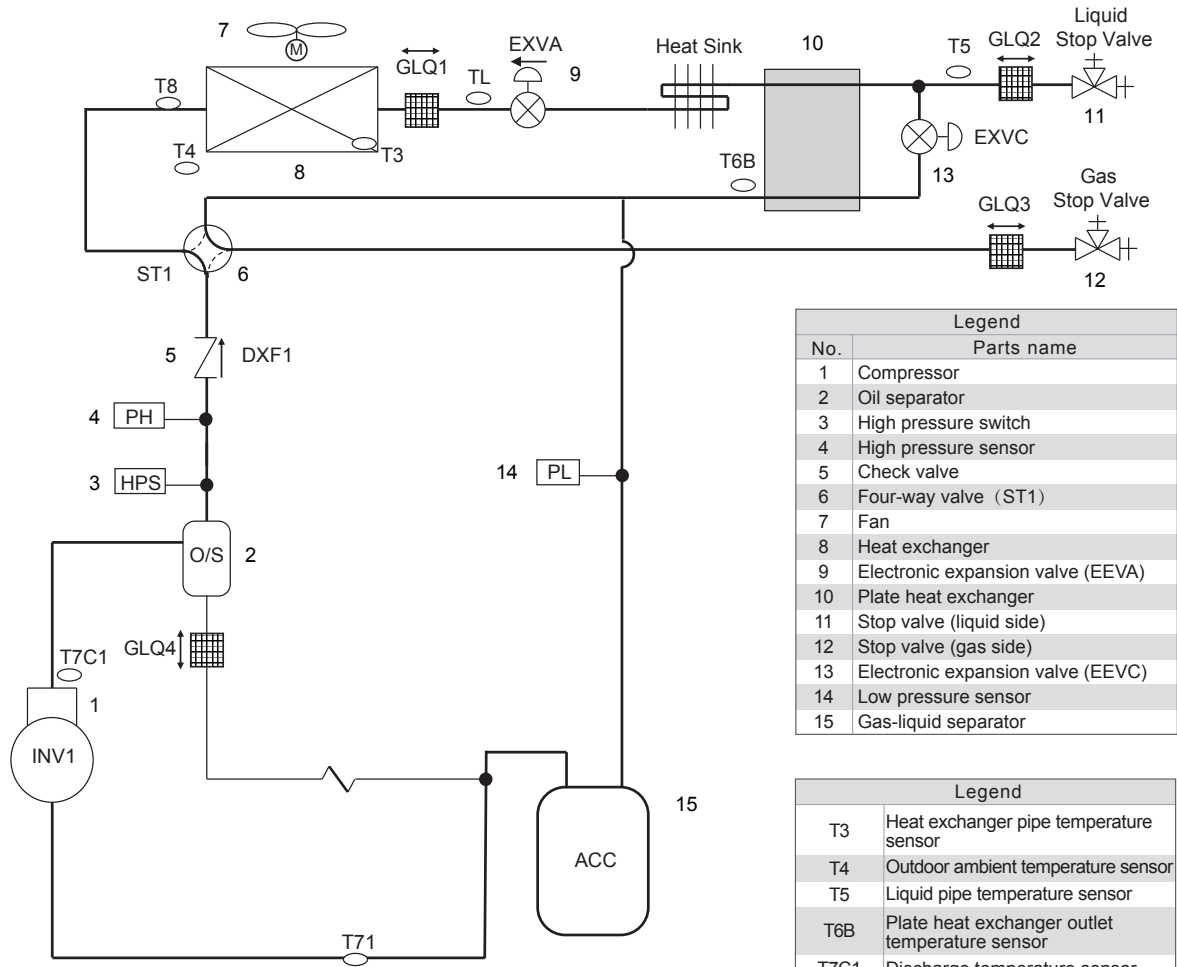 7
M
EXVA
Heat Sink
10
Liquid
Stop Valve
T5
GLQ2
GLQ1
TL
9
T8
11
EXVC
T4
T3
8
T6B
13
Gas
Stop Valve
GLQ3
ST1
6
12
5
DXF1
4
PH
3
HPS
14
PL
O/S
2
GLQ4
T7C1
1
INV1
15
ACC
T71
Legend
No. Parts name
1 Compressor
2 Oil separator
3 High pressure switch
4 High pressure sensor
5 Check valve
6 Four-way valve（ST1）
7 Fan
8 Heat exchanger
9 Electronic expansion valve (EEVA)
10 Plate heat exchanger
11 Stop valve (liquid side)
12 Stop valve (gas side)
13 Electronic expansion valve (EEVC)
14 Low pressure sensor
15 Gas-liquid separator
Legend
T3 Heat exchanger pipe temperature
sensor
T4 Outdoor ambient temperature sensor
T5 Liquid pipe temperature sensor
T6B Plate heat exchanger outlet
temperature sensor
T7C1 Discharge temperature sensor